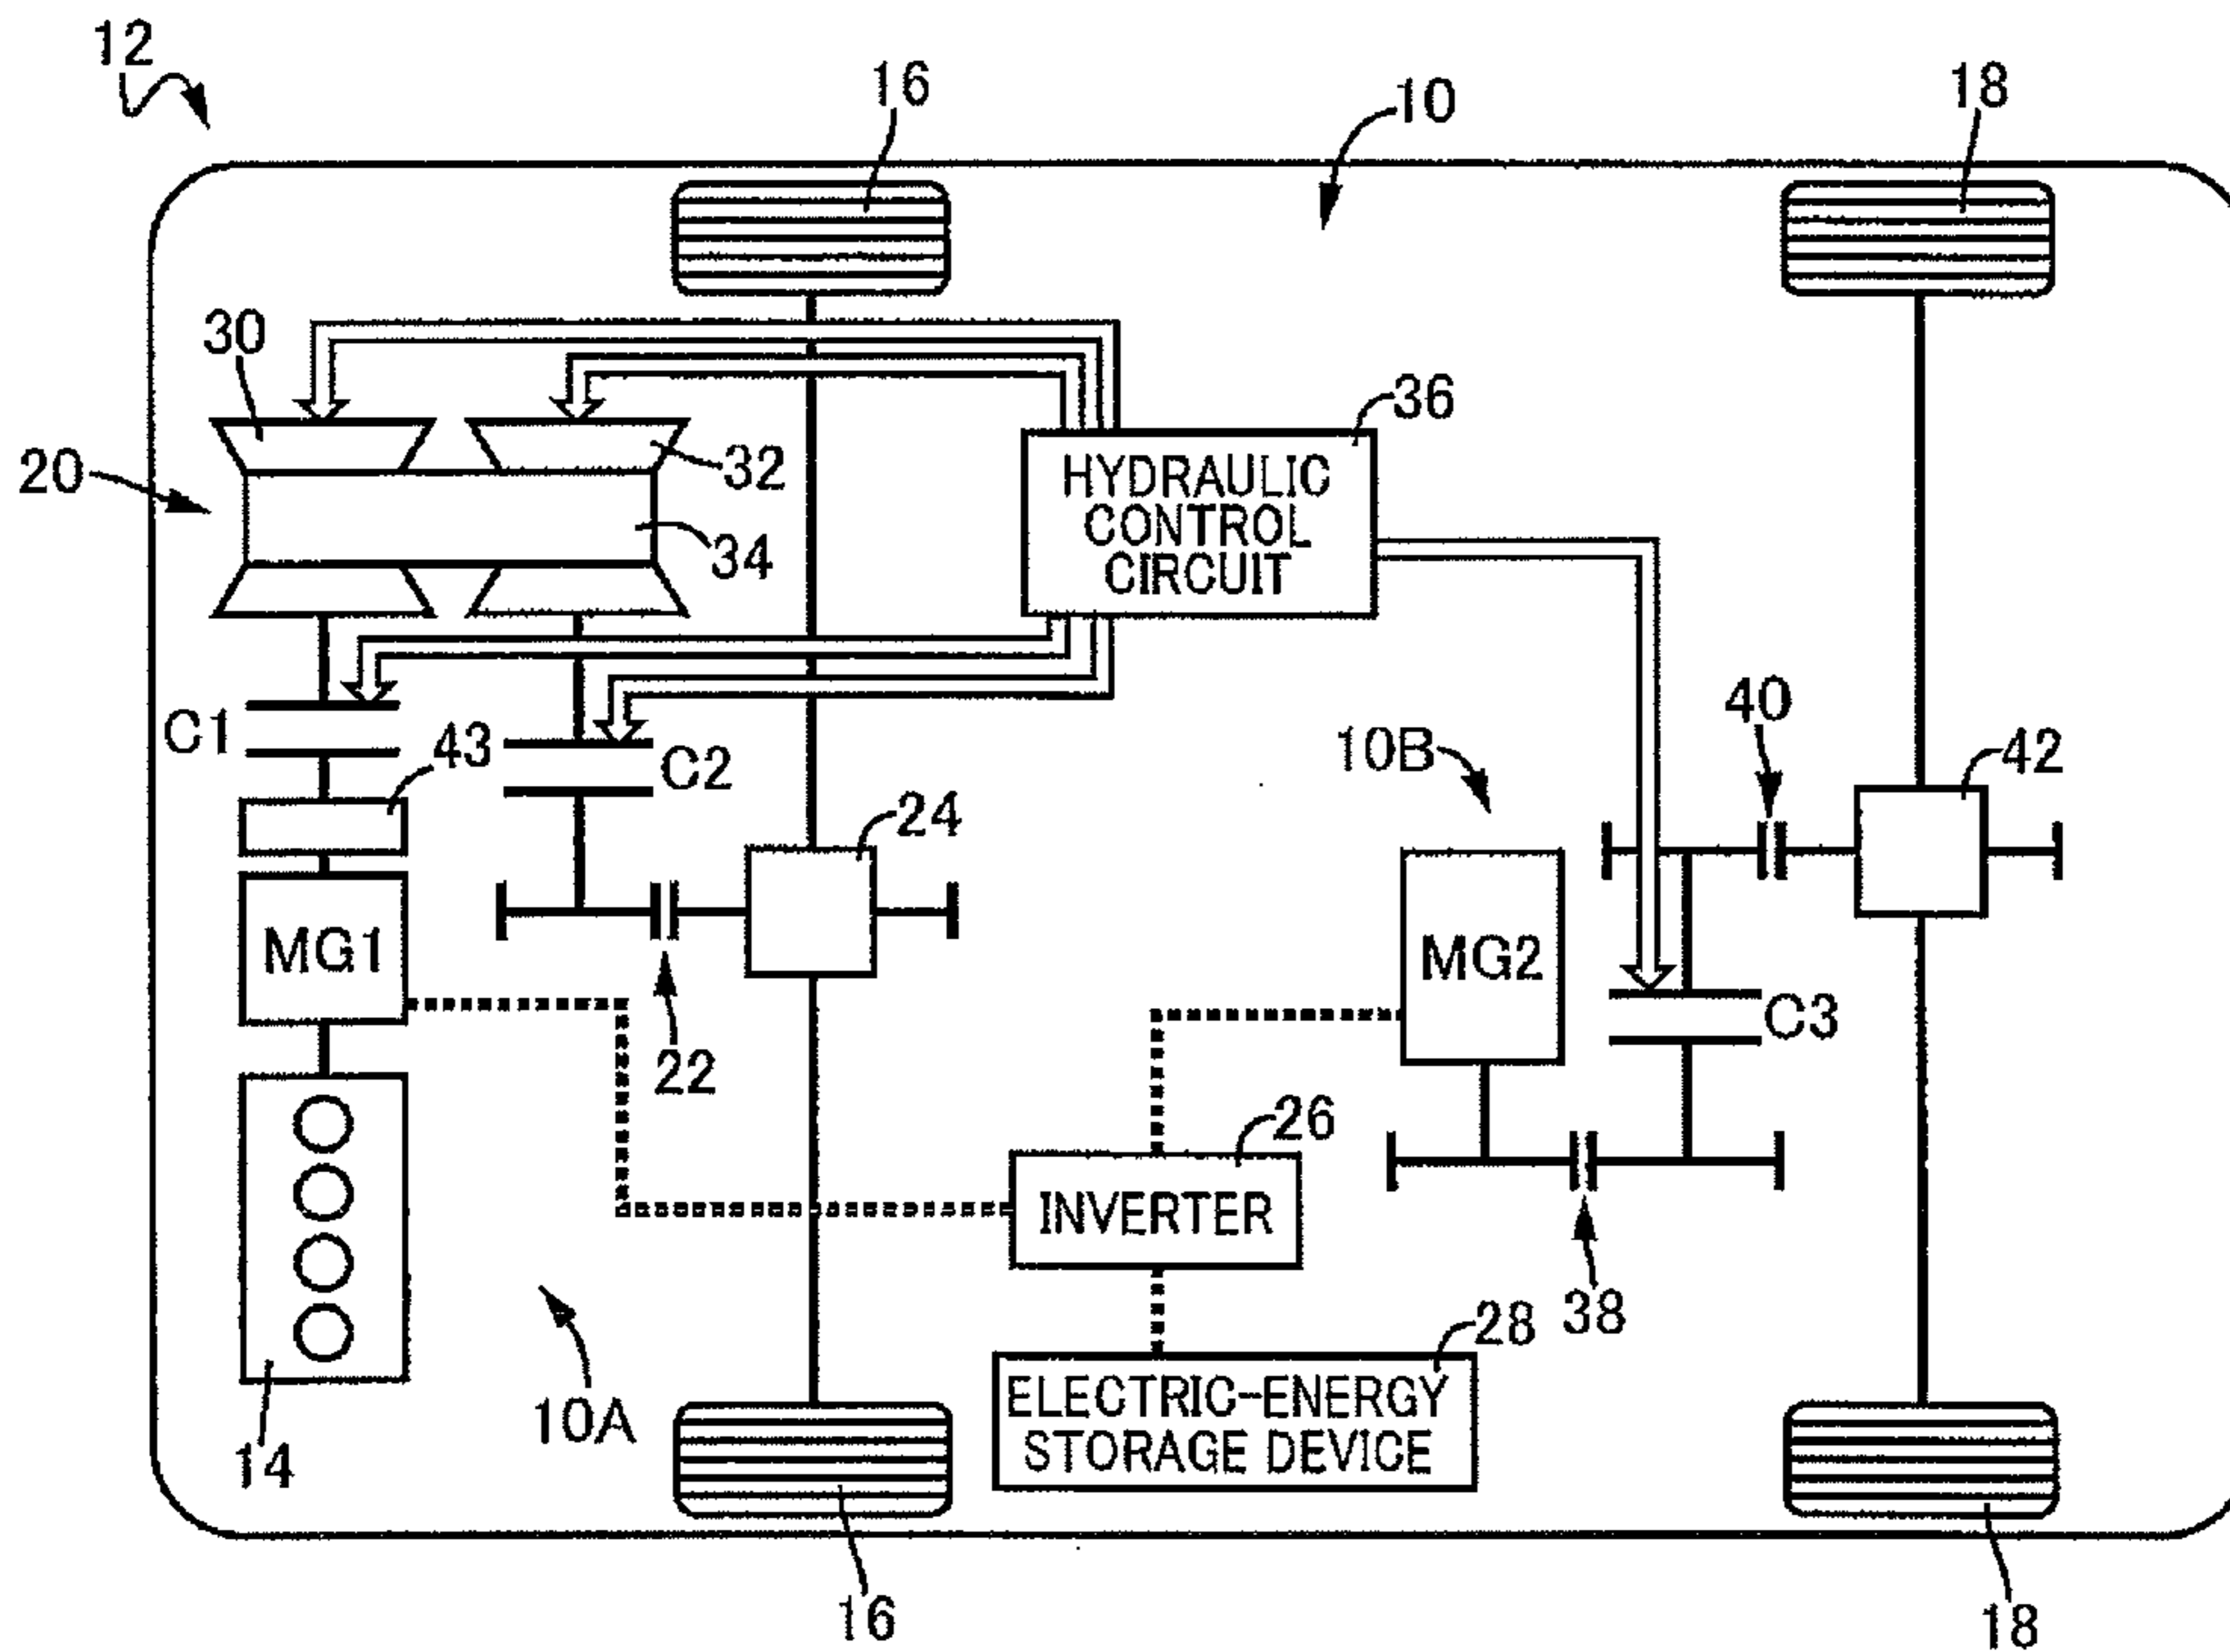 12
16
10
18
30
36
20
32
HYDRAULIC
CONTROL
CIRCUIT
34
C1
43
C2
10B
40
42
24
MG1
MG2
C3
22
26
INVERTER
38
28
ELECTRIC-ENERGY
STORAGE DEVICE
10A
14
16
18